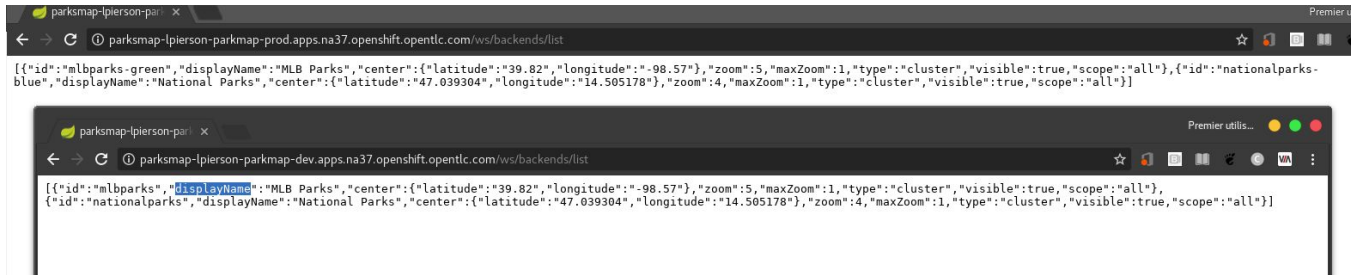 parksmap-lpierson-park
Premier u
parksmap-lpierson-parkmap-prod.apps.na37.openshift.opentlc.com/ws/backends/list
[{"id":"mlbparks-green","displayName":"MLB Parks","center":{"latitude":"39.82","longitude":"-98.57"},"zoom":5,"maxZoom":1,"type":"cluster","visible":true,"scope":"all"},{"id":"nationalparks-
blue","displayName":"National Parks","center":{"latitude":"47.039304","longitude":"14.505178"},"zoom":4,"maxZoom":1,"type":"cluster","visible":true,"scope":"all"}]
parksmap-lpierson-park
Premier utilis...
parksmap-lpierson-parkmap-dev.apps.na37.openshift.opentlc.com/ws/backends/list
[{"id":"mlbparks","displayName":"MLB Parks","center":{"latitude":"39.82","longitude":"-98.57"},"zoom":5,"maxZoom":1,"type":"cluster","visible":true,"scope":"all"},
{"id":"nationalparks","displayName":"National Parks","center":{"latitude":"47.039304","longitude":"14.505178"},"zoom":4,"maxZoom":1,"type":"cluster","visible":true,"scope":"all"}]